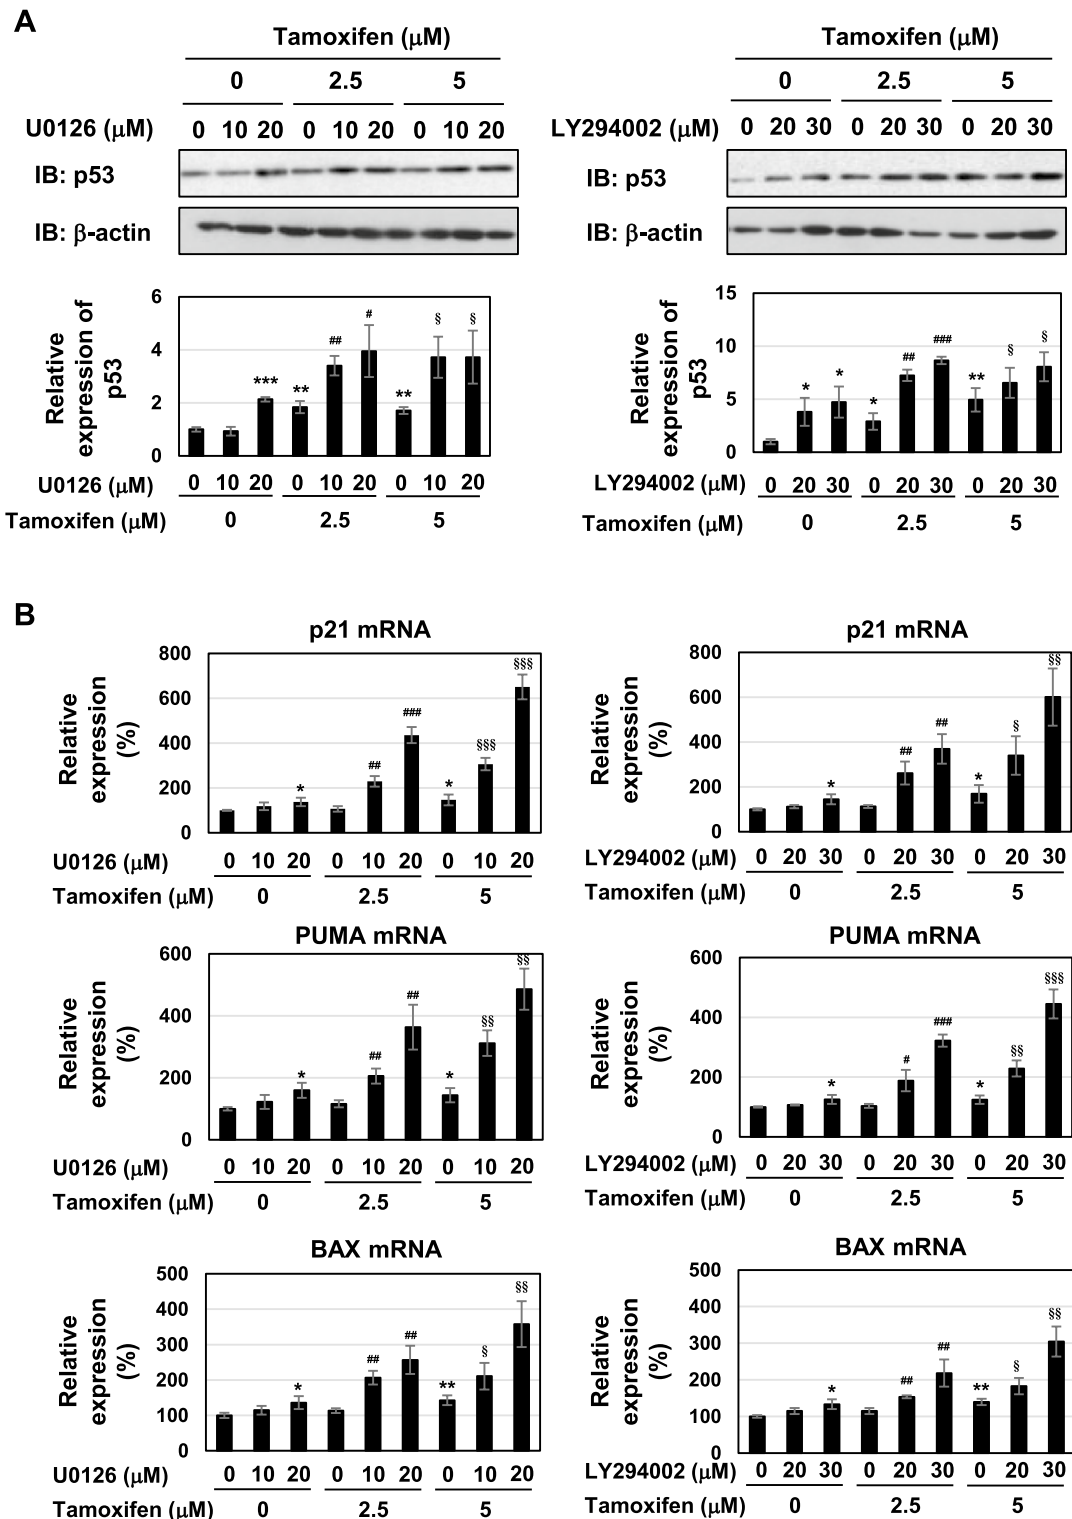 A
Tamoxifen (μM)
0 2.5 5
U0126 (μM) 0 10 20 0 10 20 0 10 20
IB: p53
IB: β-actin
Relative
expression of
p53
6
4
2
0
*** ** ## # ** § §
U0126 (μM) 0 10 20 0 10 20 0 10 20
Tamoxifen (μM) 0 2.5 5
Tamoxifen (μM)
0 2.5 5
LY294002 (μM) 0 20 30 0 20 30 0 20 30
IB: p53
IB: β-actin
Relative
expression of
p53
15
10
5
0
* * * ## ### ** § §
LY294002 (μM) 0 20 30 0 20 30 0 20 30
Tamoxifen (μM) 0 2.5 5
B
p21 mRNA
Relative
expression
(%)
800
600
400
200
0
* ## ### * §§§ §§§
U0126 (μM) 0 10 20 0 10 20 0 10 20
Tamoxifen (μM) 0 2.5 5
p21 mRNA
Relative
expression
(%)
800
600
400
200
0
* ## ## * § §§
LY294002 (μM) 0 20 30 0 20 30 0 20 30
Tamoxifen (μM) 0 2.5 5
PUMA mRNA
Relative
expression
(%)
600
400
200
0
* ## ## * §§ §§
U0126 (μM) 0 10 20 0 10 20 0 10 20
Tamoxifen (μM) 0 2.5 5
PUMA mRNA
Relative
expression
(%)
600
400
200
0
* # ### * §§ §§§
LY294002 (μM) 0 20 30 0 20 30 0 20 30
Tamoxifen (μM) 0 2.5 5
BAX mRNA
Relative
expression
(%)
500
400
300
200
100
0
* ## ## ** § §§
U0126 (μM) 0 10 20 0 10 20 0 10 20
Tamoxifen (μM) 0 2.5 5
BAX mRNA
Relative
expression
(%)
500
400
300
200
100
0
* ## ## ** § §§
LY294002 (μM) 0 20 30 0 20 30 0 20 30
Tamoxifen (μM) 0 2.5 5